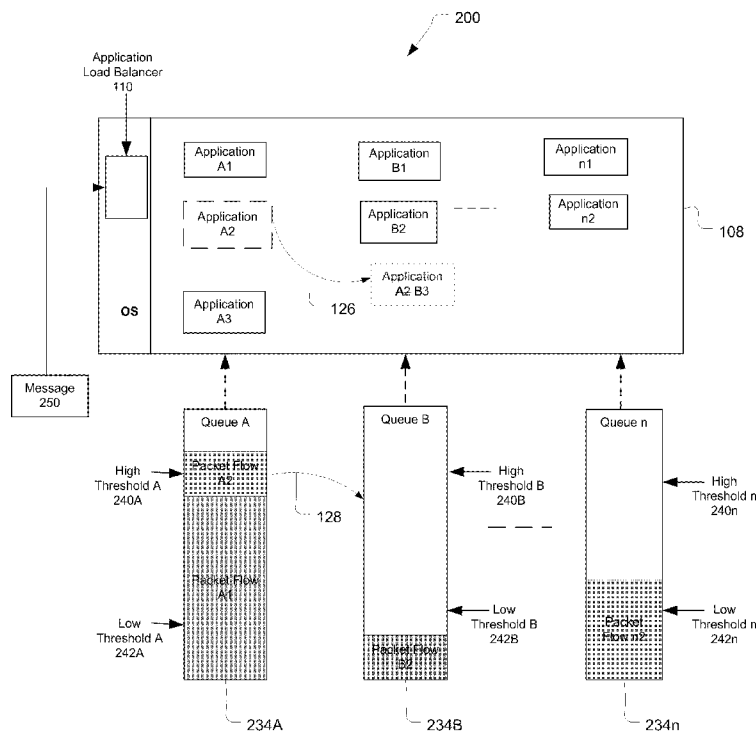 200
Application
Load Balancer
110
Application
A1
Application
B1
Application
n1
Application
A2
Application
B2
Application
n2
108
Application
A2 B3
126
OS
Application
A3
Message
250
Queue A
Queue B
Queue n
High
Threshold A
240A
Packet Flow
A2
128
High
Threshold B
240B
High
Threshold n
240n
Packet Flow
A1
Low
Threshold A
242A
Low
Threshold B
242B
Low
Threshold n
242n
Packet Flow
B2
Packet
Flow n2
234A
234B
234n